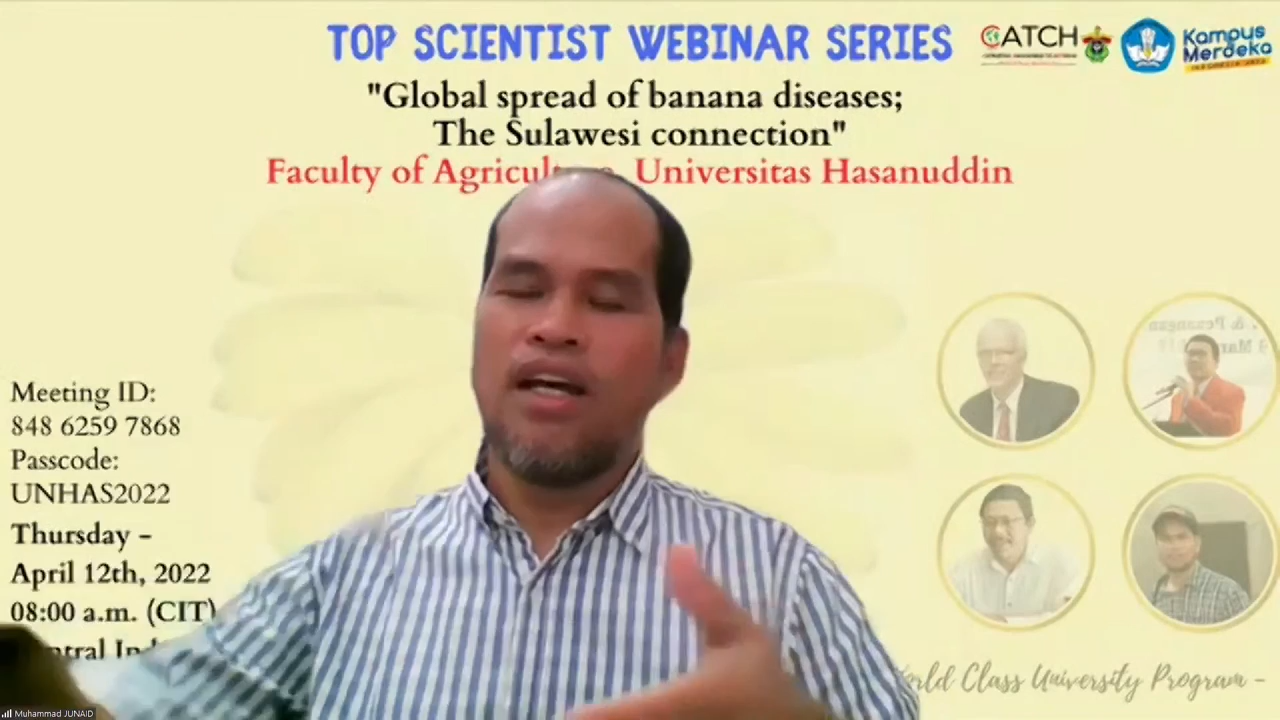 TOP SCIENTIST WEBINAR SERIES
CATCH
Kampus
Merdeka
"Global spread of banana diseases;
The Sulawesi connection"
Faculty of Universitas Hasanuddin
Meeting ID:
848 6259 7868
Passcode:
UNHAS2022
Thursday -
April 12th, 2022
08:00 a.m. (CIT)
Class University Program -
Muhammad JUNAID